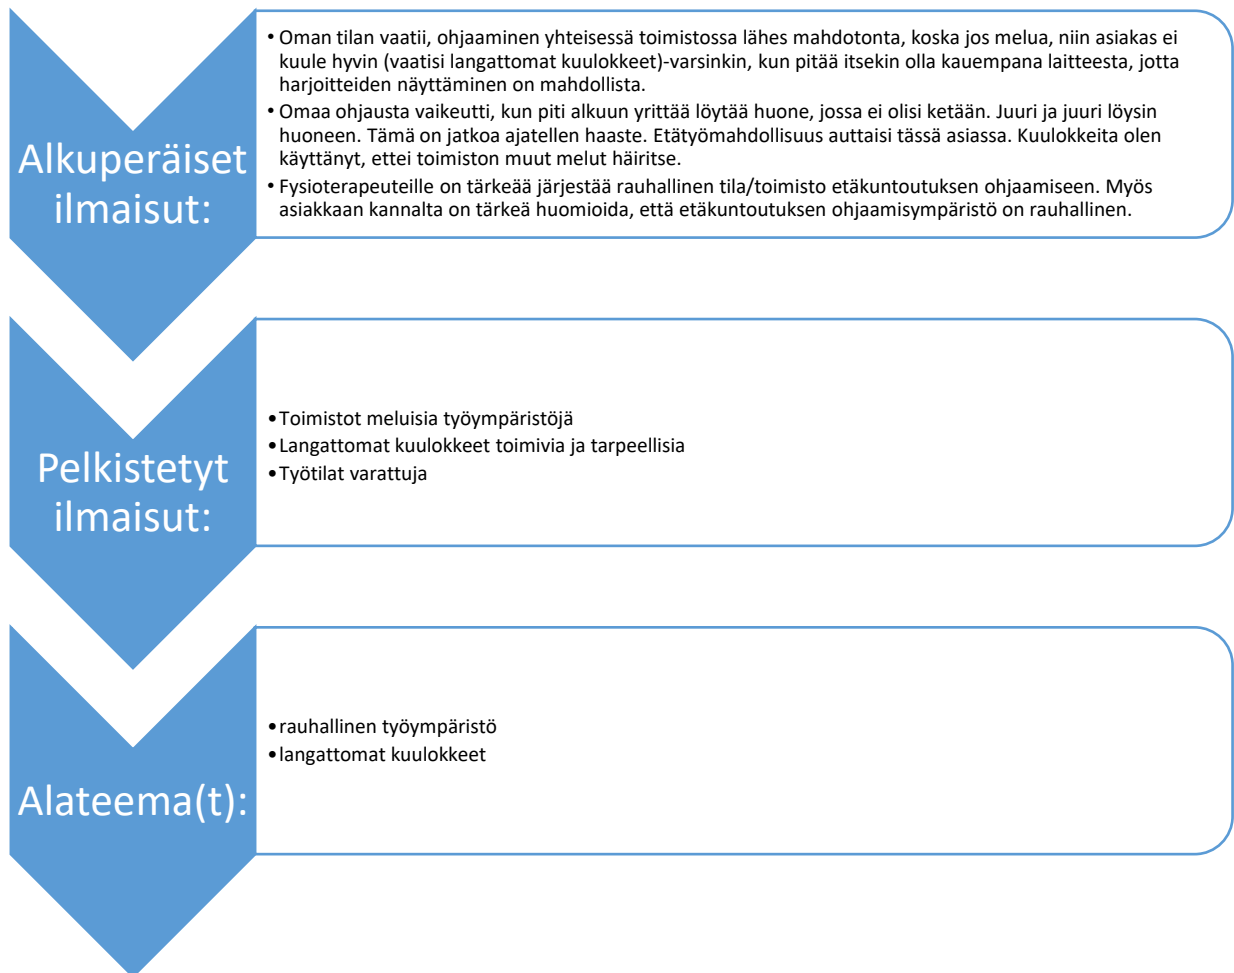 Alkuperäiset
ilmaisut:
• Oman tilan vaatii, ohjaaminen yhteisessä toimistossa lähes mahdotonta, koska jos melua, niin asiakas ei
kuule hyvin (vaatisi langattomat kuulokkeet)-varsinkin, kun pitää itsekin olla kauempana laitteesta, jotta
harjoitteiden näyttäminen on mahdollista.
• Omaa ohjausta vaikeutti, kun piti alkuun yrittää löytää huone, jossa ei olisi ketään. Juuri ja juuri löysin
huoneen. Tämä on jatkoa ajatellen haaste. Etätyömahdollisuus auttaisi tässä asiassa. Kuulokkeita olen
käyttänyt, ettei toimiston muut melut häiritse.
• Fysioterapeuteille on tärkeää järjestää rauhallinen tila/toimisto etäkuntoutuksen ohjaamiseen. Myös
asiakkaan kannalta on tärkeä huomioida, että etäkuntoutuksen ohjaamisympäristö on rauhallinen.
Pelkistetyt
ilmaisut:
•Toimistot meluisia työympäristöjä
•Langattomat kuulokkeet toimivia ja tarpeellisia
•Työtilat varattuja
Alateema(t):
•rauhallinen työympäristö
•langattomat kuulokkeet